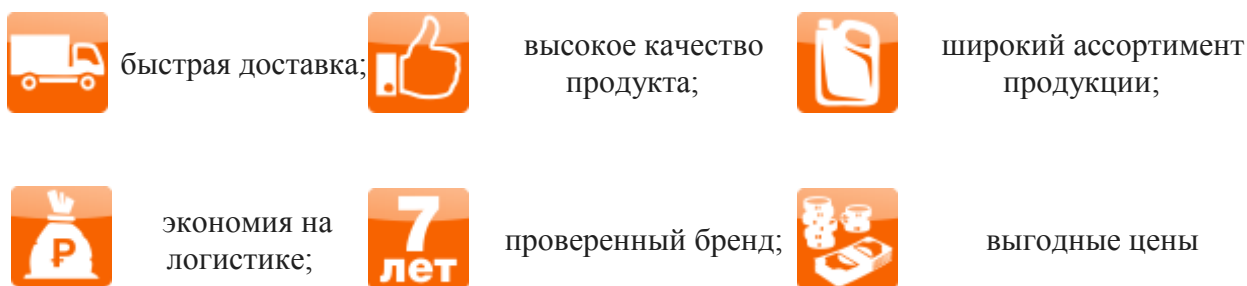 быстрая доставка;
высокое качество
продукта;
широкий ассортимент
продукции;
₽
экономия на
логистике;
7
лет
проверенный бренд;
выгодные цены